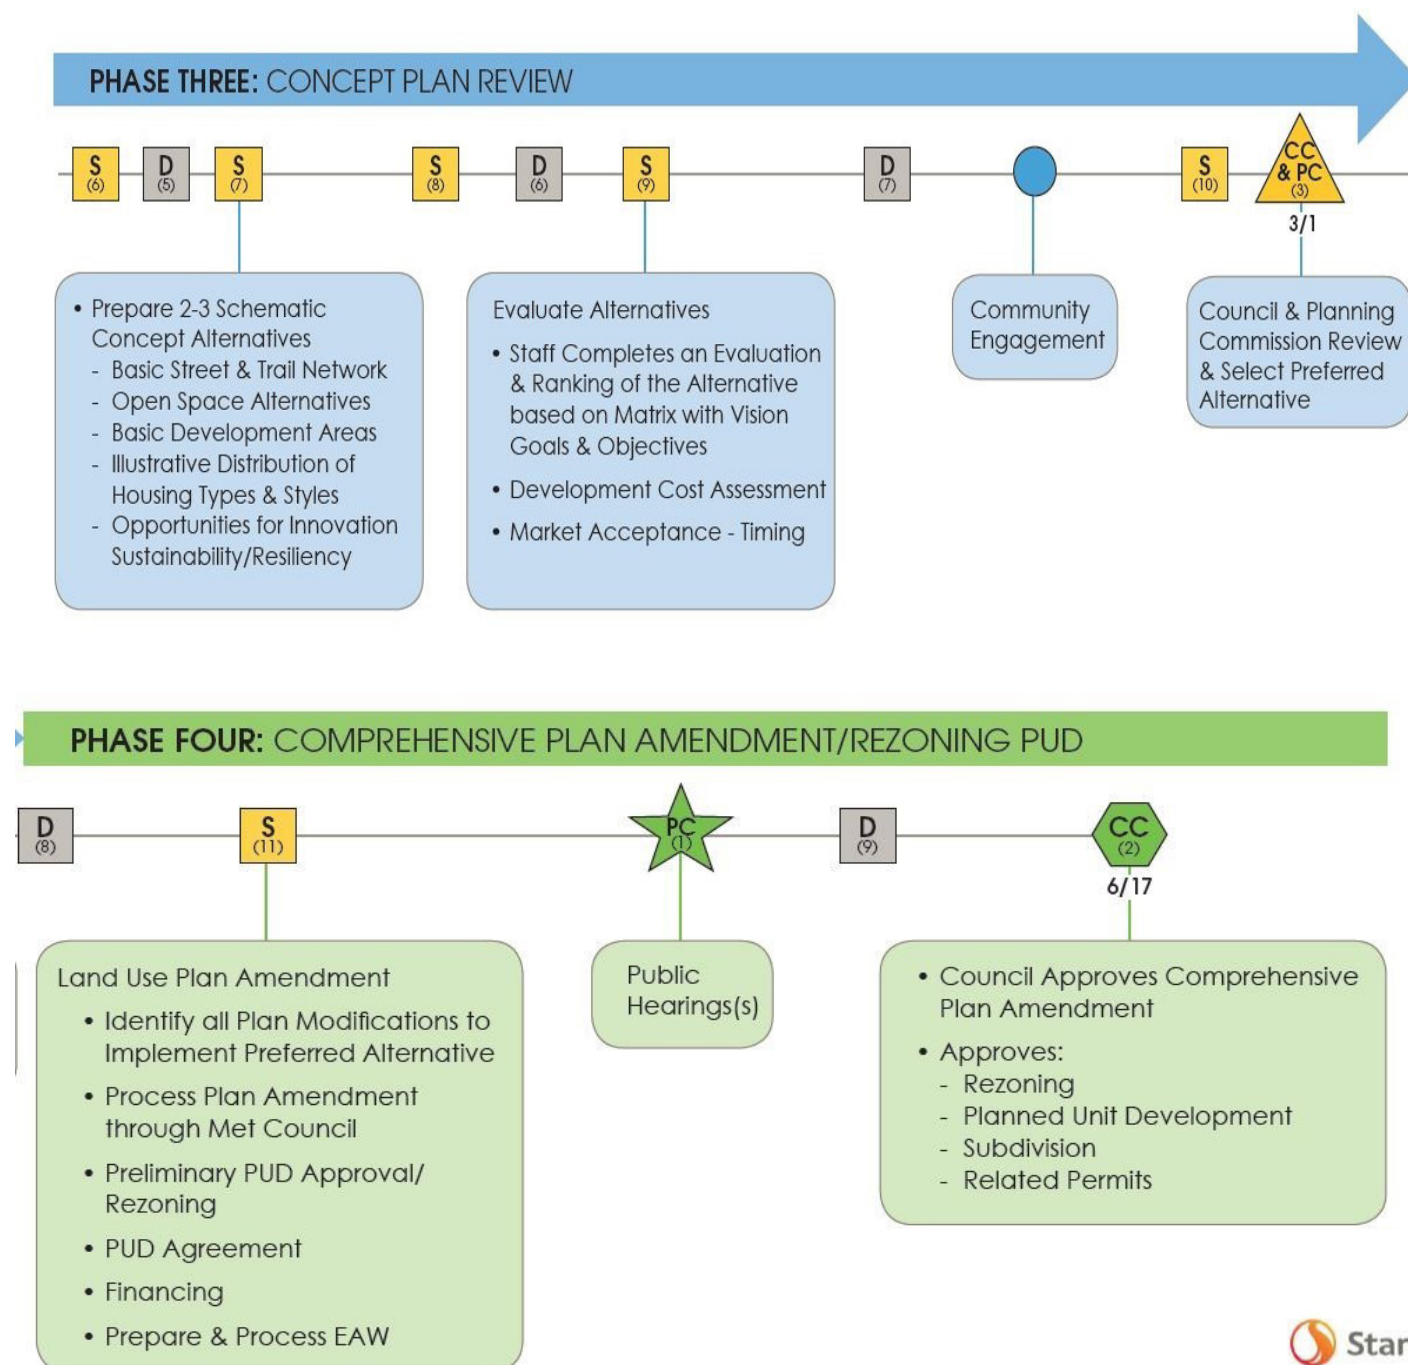 PHASE THREE: CONCEPT PLAN REVIEW
S
(6)
D
(5)
S
(7)
S
(8)
D
(6)
S
(9)
D
(7)
S
(10)
CC
& PC
(3)
3/1
• Prepare 2-3 Schematic
Concept Alternatives
- Basic Street & Trail Network
- Open Space Alternatives
- Basic Development Areas
- Illustrative Distribution of
Housing Types & Styles
- Opportunities for Innovation
Sustainability/Resiliency
Evaluate Alternatives
• Staff Completes an Evaluation
& Ranking of the Alternative
based on Matrix with Vision
Goals & Objectives
• Development Cost Assessment
• Market Acceptance - Timing
Community
Engagement
Council & Planning
Commission Review
& Select Preferred
Alternative
PHASE FOUR: COMPREHENSIVE PLAN AMENDMENT/REZONING PUD
D
(8)
S
(11)
PC
(1)
D
(9)
CC
(2)
6/17
Land Use Plan Amendment
• Identify all Plan Modifications to
Implement Preferred Alternative
• Process Plan Amendment
through Met Council
• Preliminary PUD Approval/
Rezoning
• PUD Agreement
• Financing
• Prepare & Process EAW
Public
Hearings(s)
• Council Approves Comprehensive
Plan Amendment
• Approves:
- Rezoning
- Planned Unit Development
- Subdivision
- Related Permits
Star